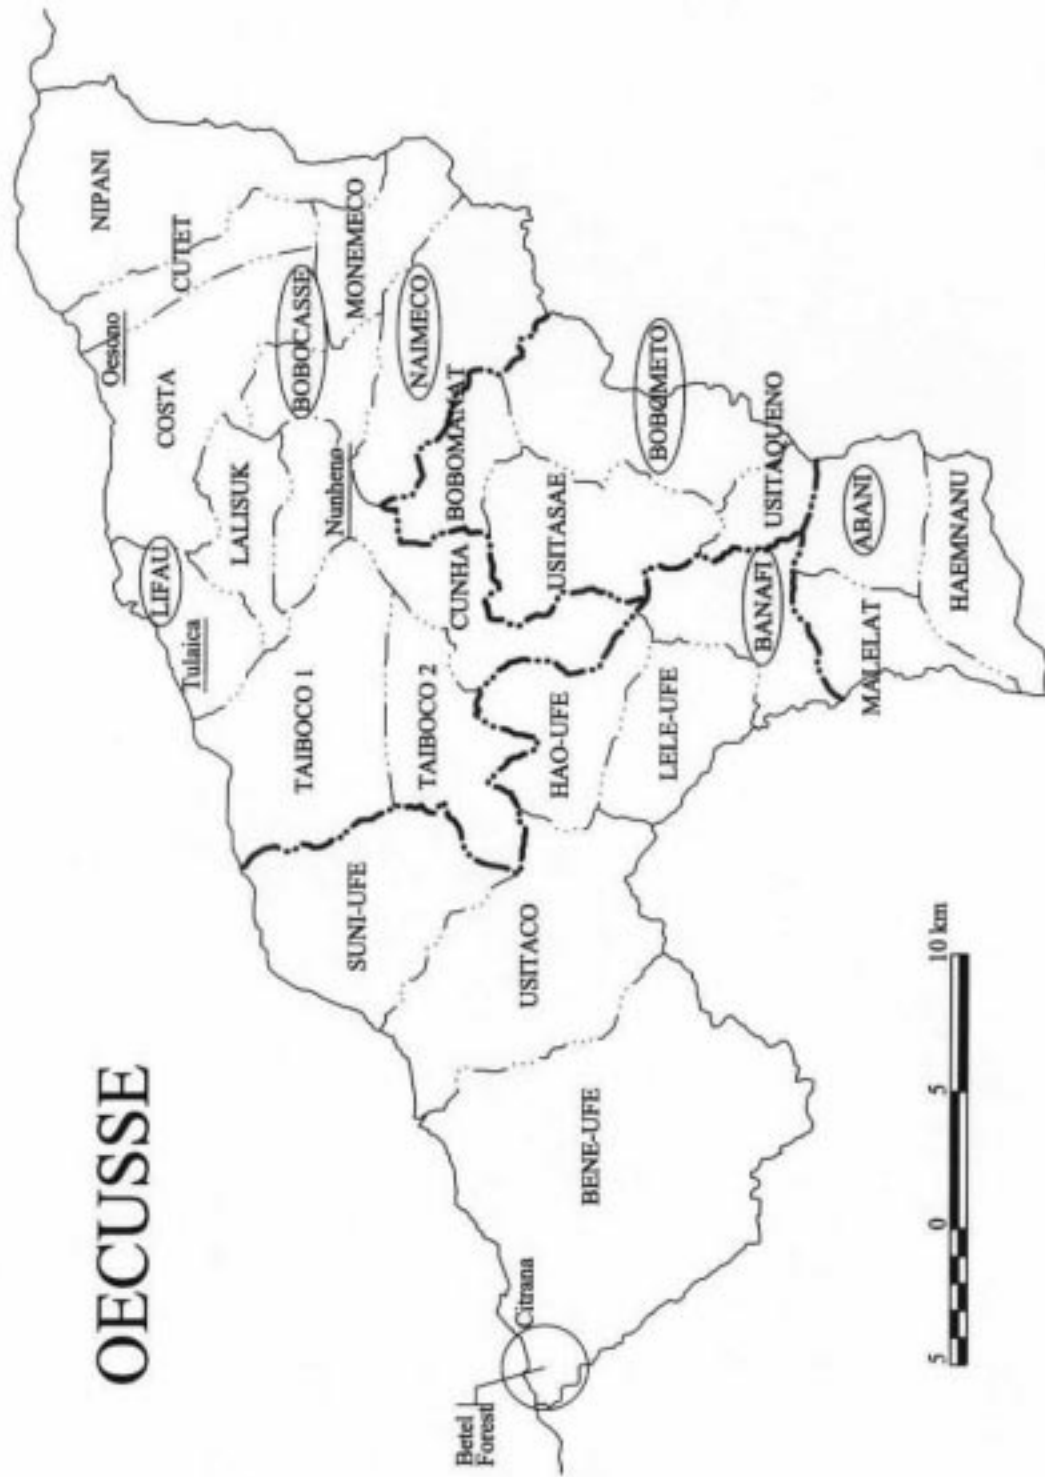 OECUSSE
NIPANI
CUTET
Oesono
COSTA
MONEMECO
BOBOCASSE
NAIMECO
LALISUK
LIFAU
Tulaica
Nunheno
BOBOMANAT
CUNHA
BOBOMETO
USITASAE
USITAQUENO
TAIBOCO 1
TAIBOCO 2
HAO-UFE
LELE-UFE
BANAFI
ABANI
MALELAT
HAEMNANU
SUNI-UFE
USITACO
BENE-UFE
Citrana
Betel
Forest
5 0 5 10 km